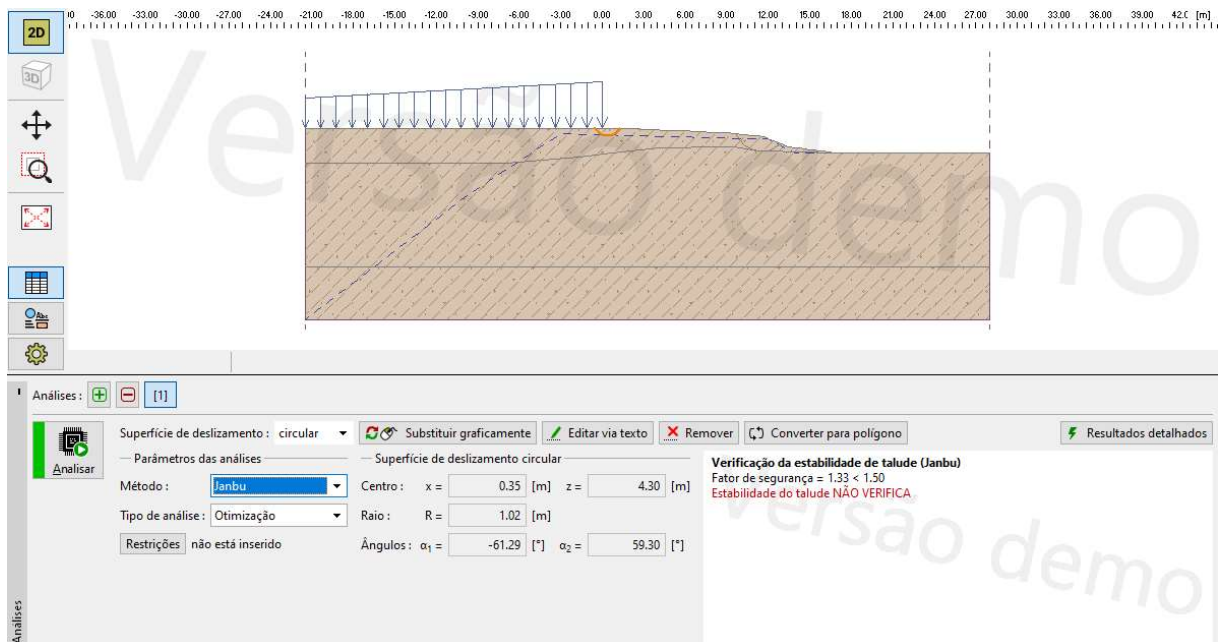 0 -36.00 -33.00 -30.00 -27.00 -24.00 -21.00 -18.00 -15.00 -12.00 -9.00 -6.00 -3.00 0.00 3.00 6.00 9.00 12.00 15.00 18.00 21.00 24.00 27.00 30.00 33.00 36.00 39.00 42.0 [m]
2D
3D
Versão demo
Análises : [1]
Analisar
Superfície de deslizamento : circular Substituir graficamente Editar via texto Remover Converter para polígono Resultados detalhados
Parâmetros das análises Superfície de deslizamento circular
Método : Janbu Centro : x = 0.35 [m] z = 4.30 [m]
Tipo de análise : Otimização Raio : R = 1.02 [m]
Restrições não está inserido Ângulos : α1 = -61.29 [°] α2 = 59.30 [°]
Verificação da estabilidade de talude (Janbu)
Fator de segurança = 1.33 < 1.50
Estabilidade do talude NÃO VERIFICA
Versão demo
Análises